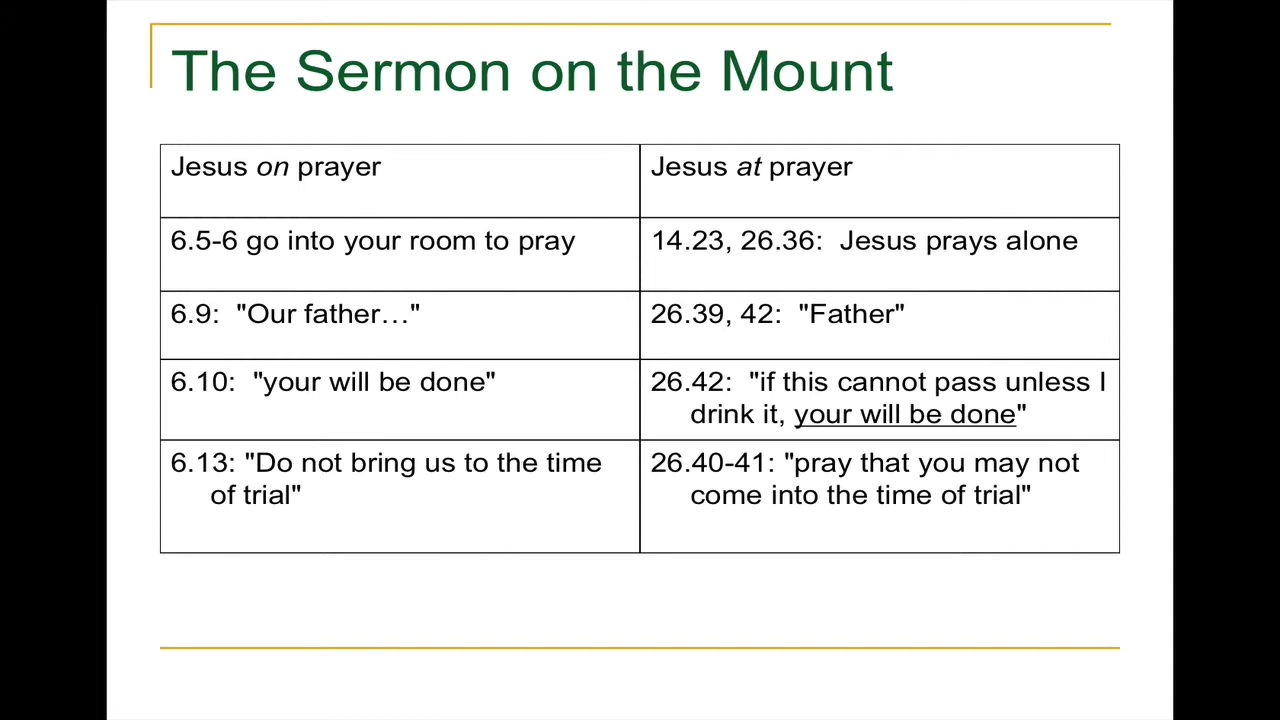 The Sermon on the Mount
Jesus on prayer
Jesus at prayer
6.5-6 go into your room to pray
14.23, 26.36:  Jesus prays alone
6.9:  "Our father…"
26.39, 42:  "Father"
6.10:  "your will be done"
26.42:  "if this cannot pass unless I
drink it, your will be done"
6.13: "Do not bring us to the time
of trial"
26.40-41: "pray that you may not
come into the time of trial"